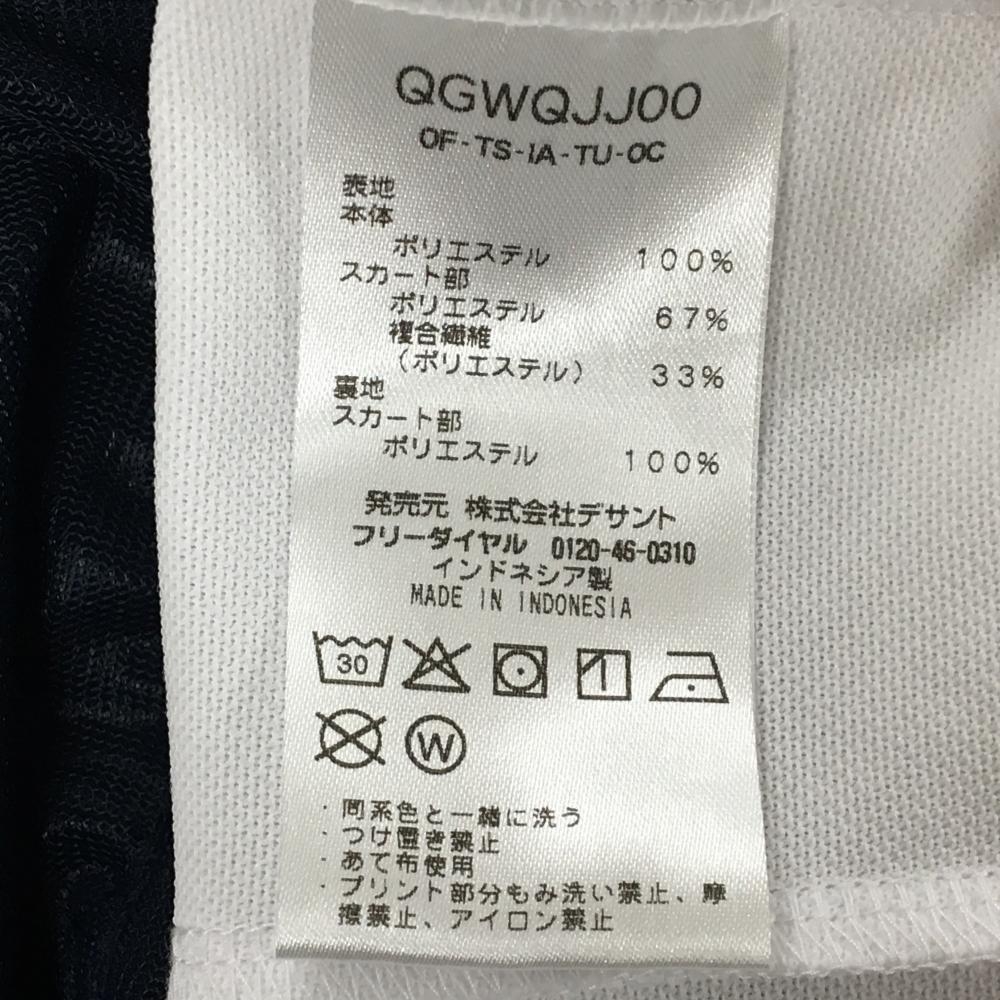 QGWQJJ00
OF-TS-IA-TU-OC
表地
本体
ポリエステル 100%
スカート部
ポリエステル 67%
複合繊維
(ポリエステル) 33%
裏地
スカート部
ポリエステル 100%
発売元 株式会社デサント
フリーダイヤル 0120-46-0310
インドネシア製
MADE IN INDONESIA
30
W
・同系色と一緒に洗う
・つけ置き禁止
・あて布使用
・プリント部分もみ洗い禁止、摩
擦禁止、アイロン禁止